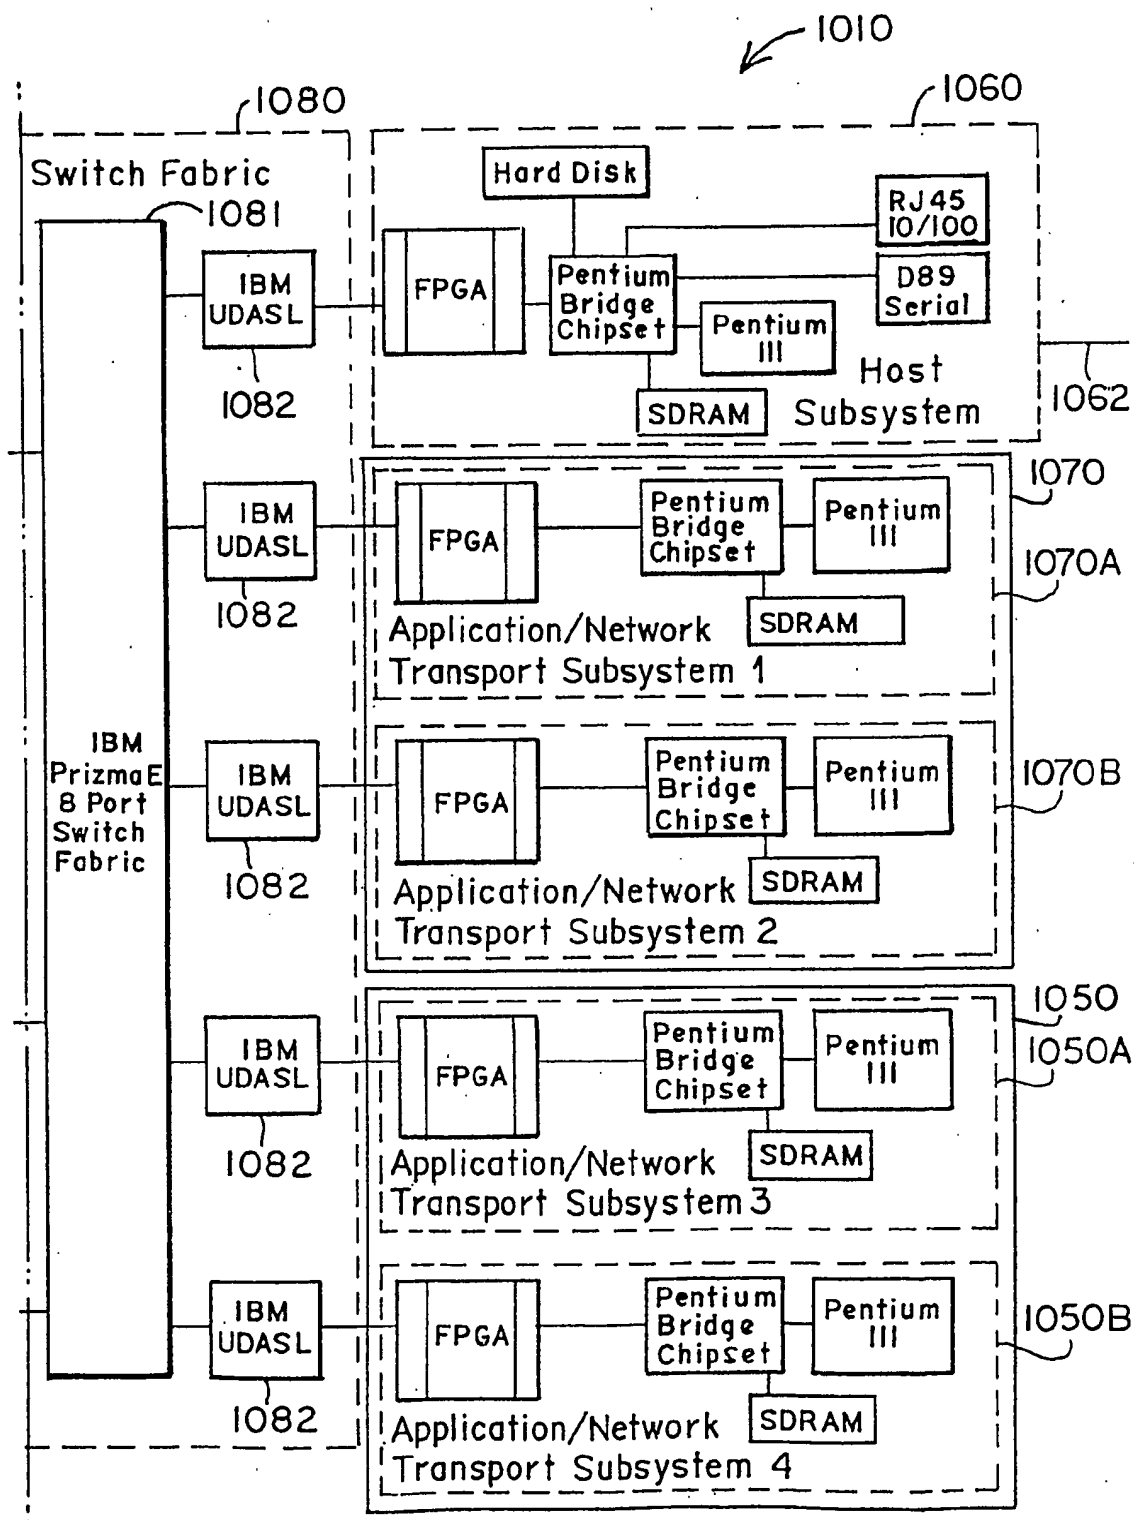 1010
1080
1060
Switch Fabric
1081
Hard Disk
RJ45
10/100
IBM
UDASL
FPGA
Pentium
Bridge
Chipset
D89
Serial
Pentium
III
1082
SDRAM
Host
Subsystem
1062
1070
IBM
UDASL
FPGA
Pentium
Bridge
Chipset
Pentium
III
1070A
1082
SDRAM
Application/Network
Transport Subsystem 1
IBM
PrizmaE
8 Port
Switch
Fabric
IBM
UDASL
FPGA
Pentium
Bridge
Chipset
Pentium
III
1070B
1082
SDRAM
Application/Network
Transport Subsystem 2
1050
IBM
UDASL
FPGA
Pentium
Bridge
Chipset
Pentium
III
1050A
1082
SDRAM
Application/Network
Transport Subsystem 3
IBM
UDASL
FPGA
Pentium
Bridge
Chipset
Pentium
III
1050B
1082
SDRAM
Application/Network
Transport Subsystem 4